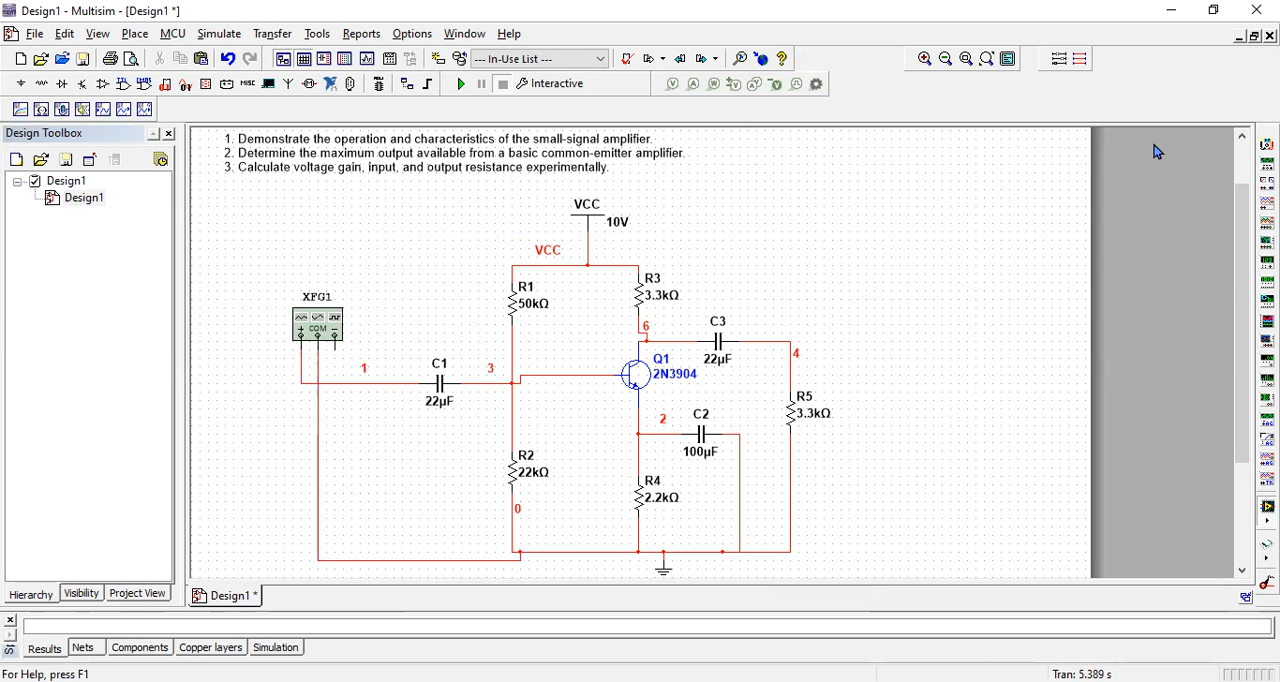 Design1 - Multisim - [Design1 *]
File Edit View Place MCU Simulate Transfer Tools Reports Options Window Help
--- In-Use List ---
MISC
Interactive
V A W V A V
Design Toolbox
Design1
Design1
1. Demonstrate the operation and characteristics of the small-signal amplifier.
2. Determine the maximum output available from a basic common-emitter amplifier.
3. Calculate voltage gain, input, and output resistance experimentally.
VCC
10V
VCC
R1
50kΩ
R3
3.3kΩ
XFG1
COM
6
C3
22µF
4
1
C1
22µF
3
Q1
2N3904
R5
3.3kΩ
2
C2
100µF
R2
22kΩ
R4
2.2kΩ
0
Hierarchy Visibility Project View
Design1 *
Results Nets Components Copper layers Simulation
For Help, press F1
Tran: 5.389 s